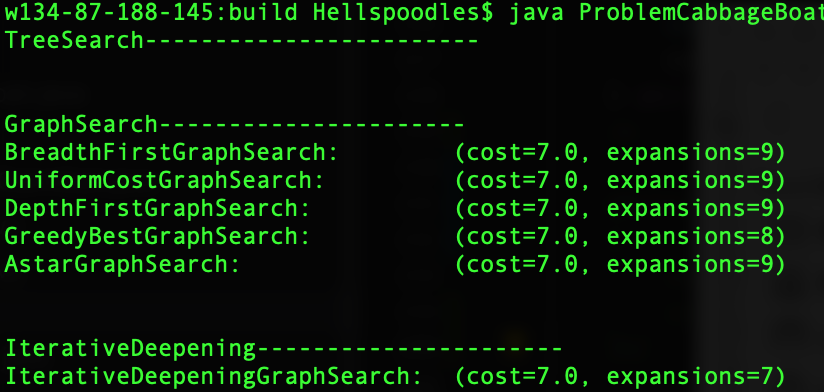 w134-87-188-145:build Hellspoodles$ java ProblemCabbageBoat
TreeSearch------------------------
GraphSearch----------------------
BreadthFirstGraphSearch: (cost=7.0, expansions=9)
UniformCostGraphSearch: (cost=7.0, expansions=9)
DepthFirstGraphSearch: (cost=7.0, expansions=9)
GreedyBestGraphSearch: (cost=7.0, expansions=8)
AstarGraphSearch: (cost=7.0, expansions=9)
IterativeDeepening----------------------
IterativeDeepeningGraphSearch: (cost=7.0, expansions=7)